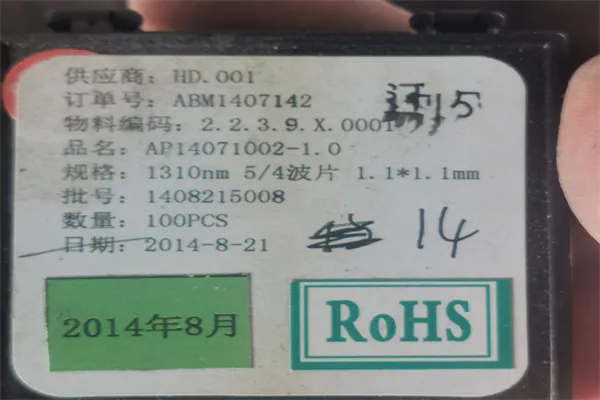 供应商: HD.001
订单号: ABM1407142
物料编码: 2.2.3.9.X.0001
品名: AP14071002-1.0
规格: 1310nm 5/4波片 1.1*1.1mm
批号: 1408215008
数量: 100PCS
日期: 2014-8-21
14
2014年8月
RoHS